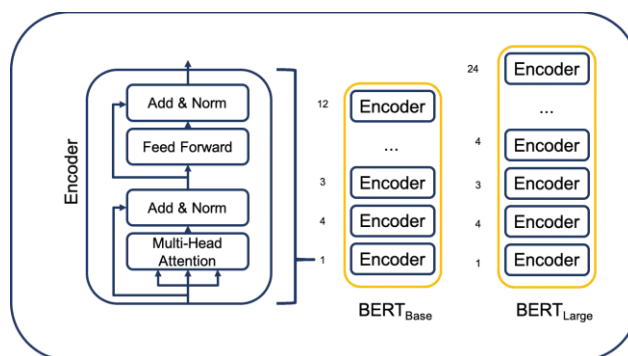 Encoder
Add & Norm
Feed Forward
Add & Norm
Multi-Head
Attention
12 Encoder
...
3 Encoder
4 Encoder
1 Encoder
BERTBase
24 Encoder
...
4 Encoder
3 Encoder
4 Encoder
1 Encoder
BERTLarge